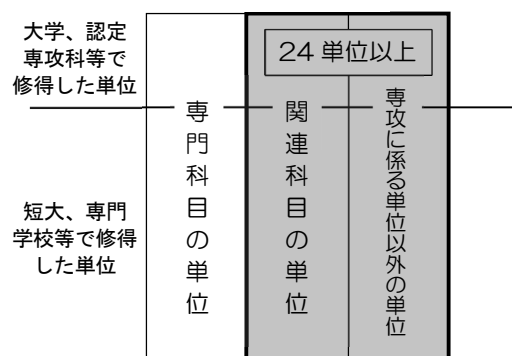 大学、認定
専攻科等で
修得した単位
24単位以上
専門科目の単位
関連科目の単位
専攻に係る単位以外の単位
短大、専門
学校等で修得
した単位